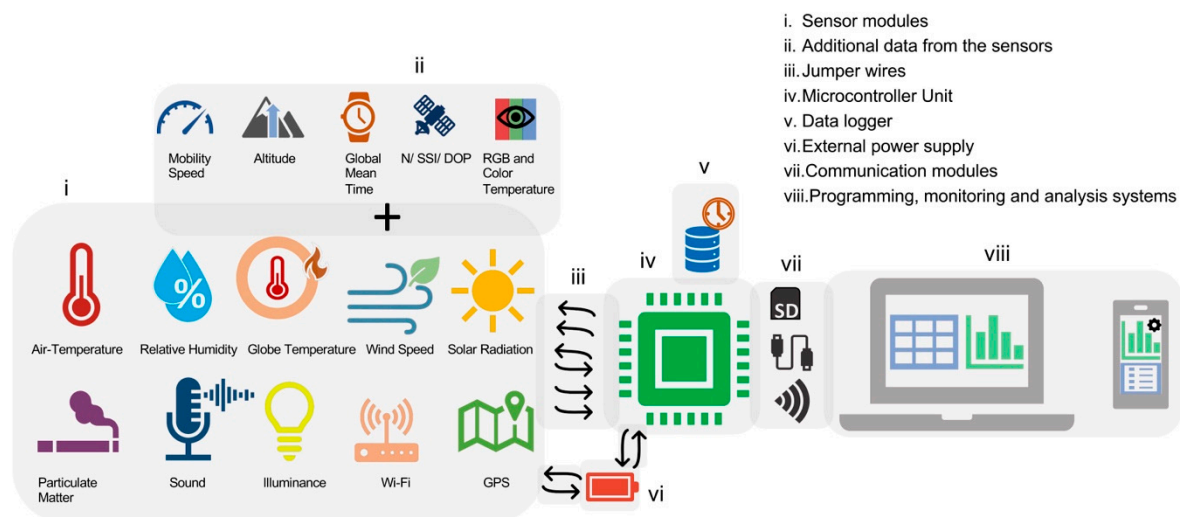 i. Sensor modules
ii. Additional data from the sensors
iii. Jumper wires
iv. Microcontroller Unit
v. Data logger
vi. External power supply
vii. Communication modules
viii. Programming, monitoring and analysis systems
ii
Mobility
Speed
Altitude
Global
Mean
Time
N/ SSI/ DOP
RGB and
Color
Temperature
i
+
%
Air-Temperature
Relative Humidity
Globe Temperature
Wind Speed
Solar Radiation
Particulate
Matter
Sound
Illuminance
Wi-Fi
GPS
iii
iv
v
vi
vii
SD
viii